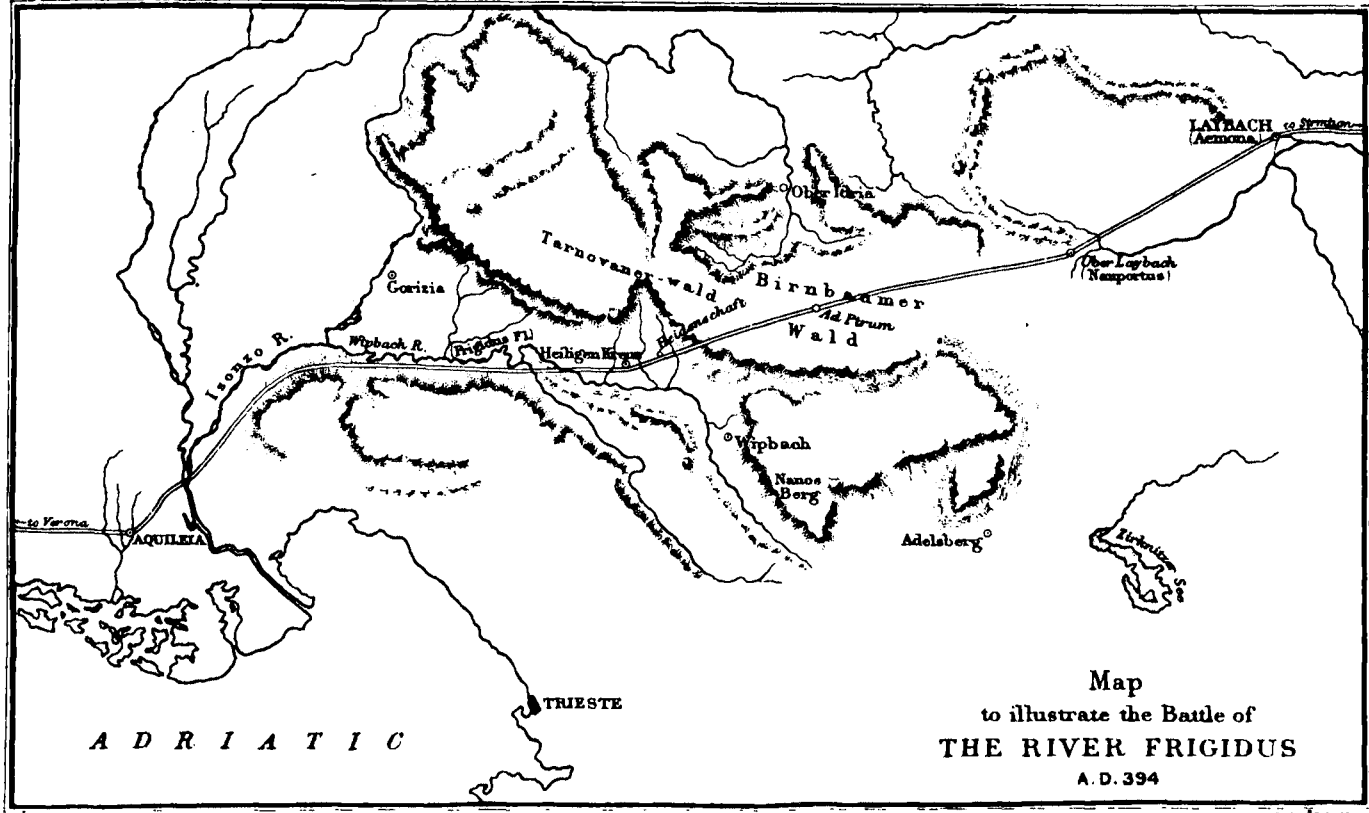 LAYBACH
(Aemona)
to Sirmium
Ober Idria
Tarnovaner-wald
Ober Laybach
(Nauportus)
Gorizia
Birnbaumer
Wald
Ad Pirum
Isonzo R.
Wipbach R.
Frigidus Fl.
Heiligen Kreuz
Wipbach
Nanos
Berg
to Verona
AQUILEIA
Adelsberg
Zirknitzer See
TRIESTE
ADRIATIC
Map
to illustrate the Battle of
THE RIVER FRIGIDUS
A.D. 394